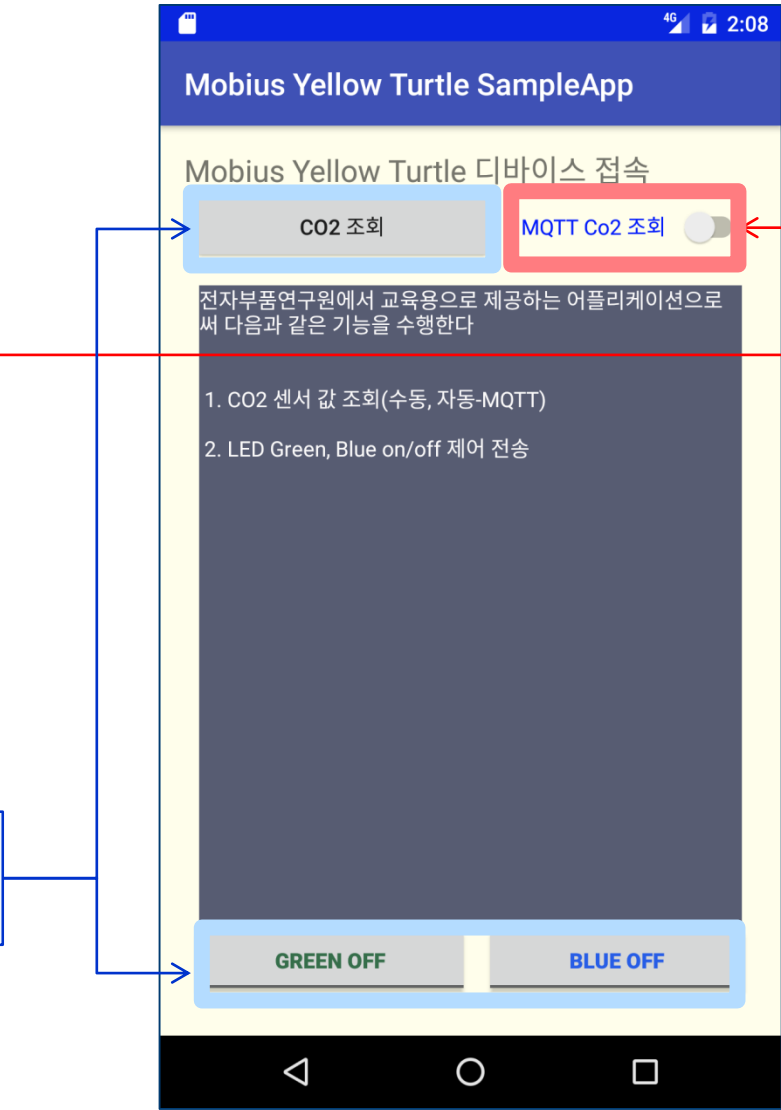 4G 2:08
Mobius Yellow Turtle SampleApp
Mobius Yellow Turtle 디바이스 접속
CO2 조회 MQTT Co2 조회
전자부품연구원에서 교육용으로 제공하는 어플리케이션으로
써 다음과 같은 기능을 수행한다
1. CO2 센서 값 조회(수동, 자동-MQTT)
2. LED Green, Blue on/off 제어 전송
GREEN OFF BLUE OFF